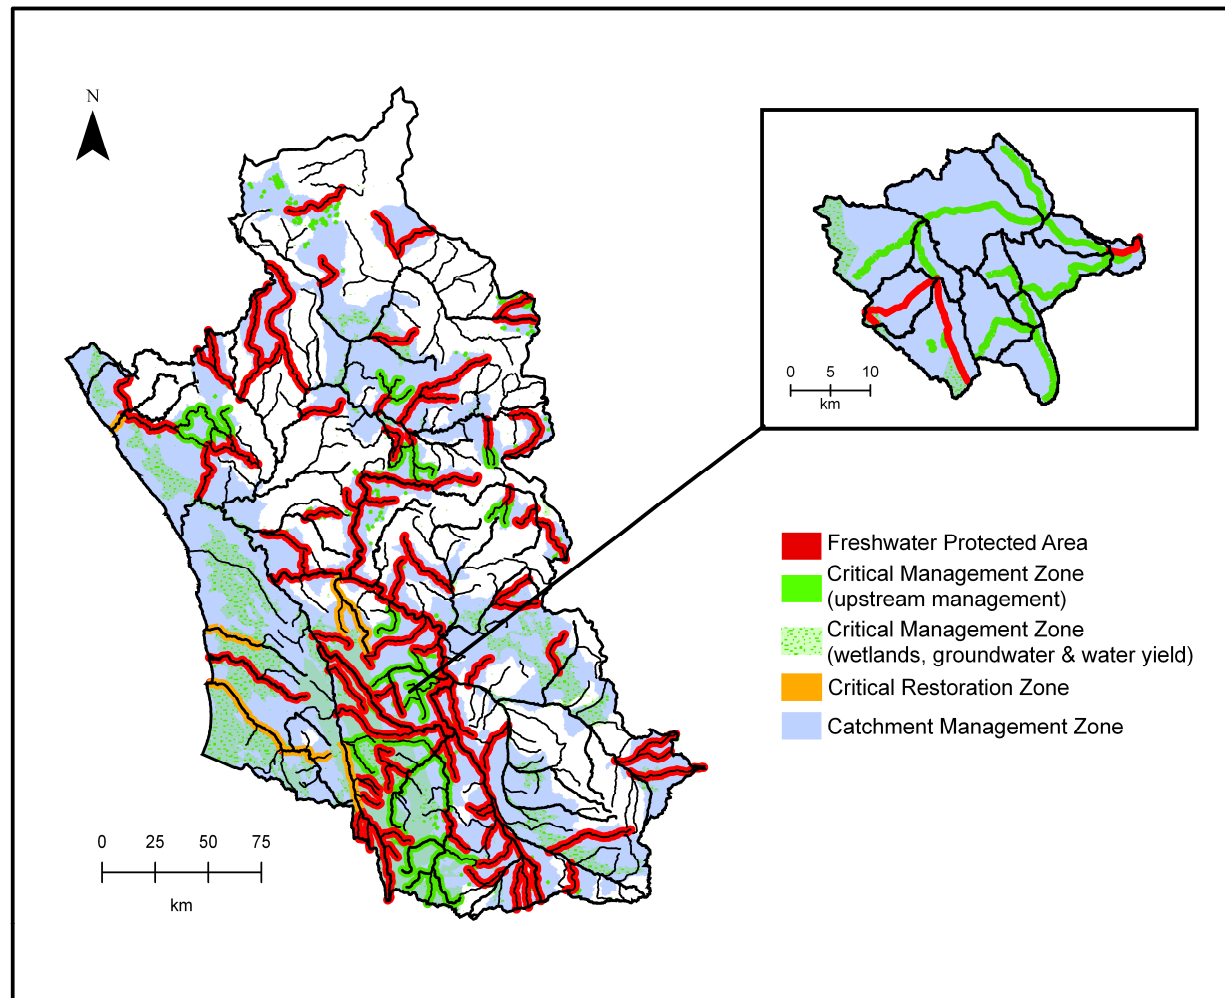 N
0 5 10
km
Freshwater Protected Area
Critical Management Zone
(upstream management)
Critical Management Zone
(wetlands, groundwater & water yield)
Critical Restoration Zone
Catchment Management Zone
0 25 50 75
km